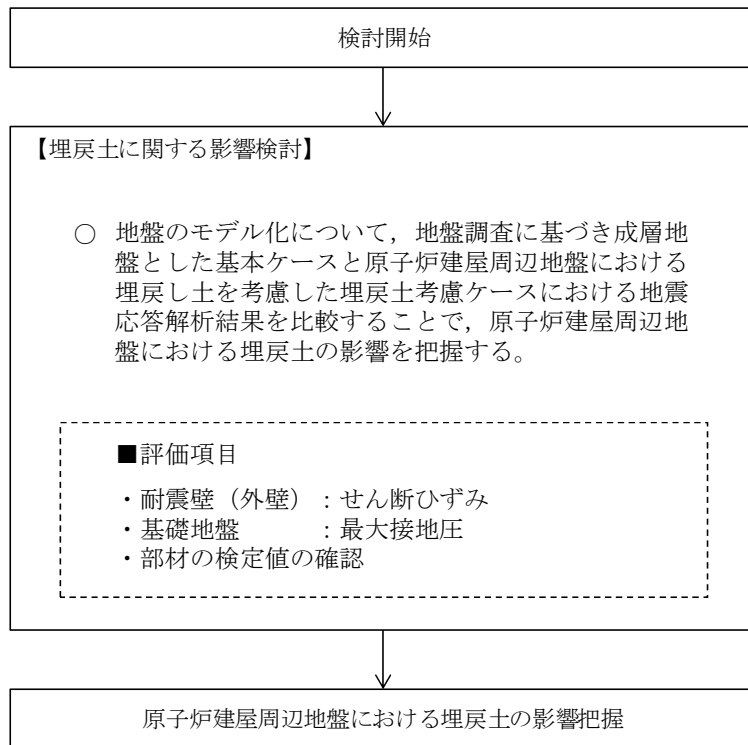 検討開始
【埋戻土に関する影響検討】
○ 地盤のモデル化について，地盤調査に基づき成層地
盤とした基本ケースと原子炉建屋周辺地盤における
埋戻し土を考慮した埋戻土考慮ケースにおける地震
応答解析結果を比較することで，原子炉建屋周辺地
盤における埋戻土の影響を把握する。
■評価項目
・耐震壁（外壁）：せん断ひずみ
・基礎地盤　　　：最大接地圧
・部材の検定値の確認
原子炉建屋周辺地盤における埋戻土の影響把握